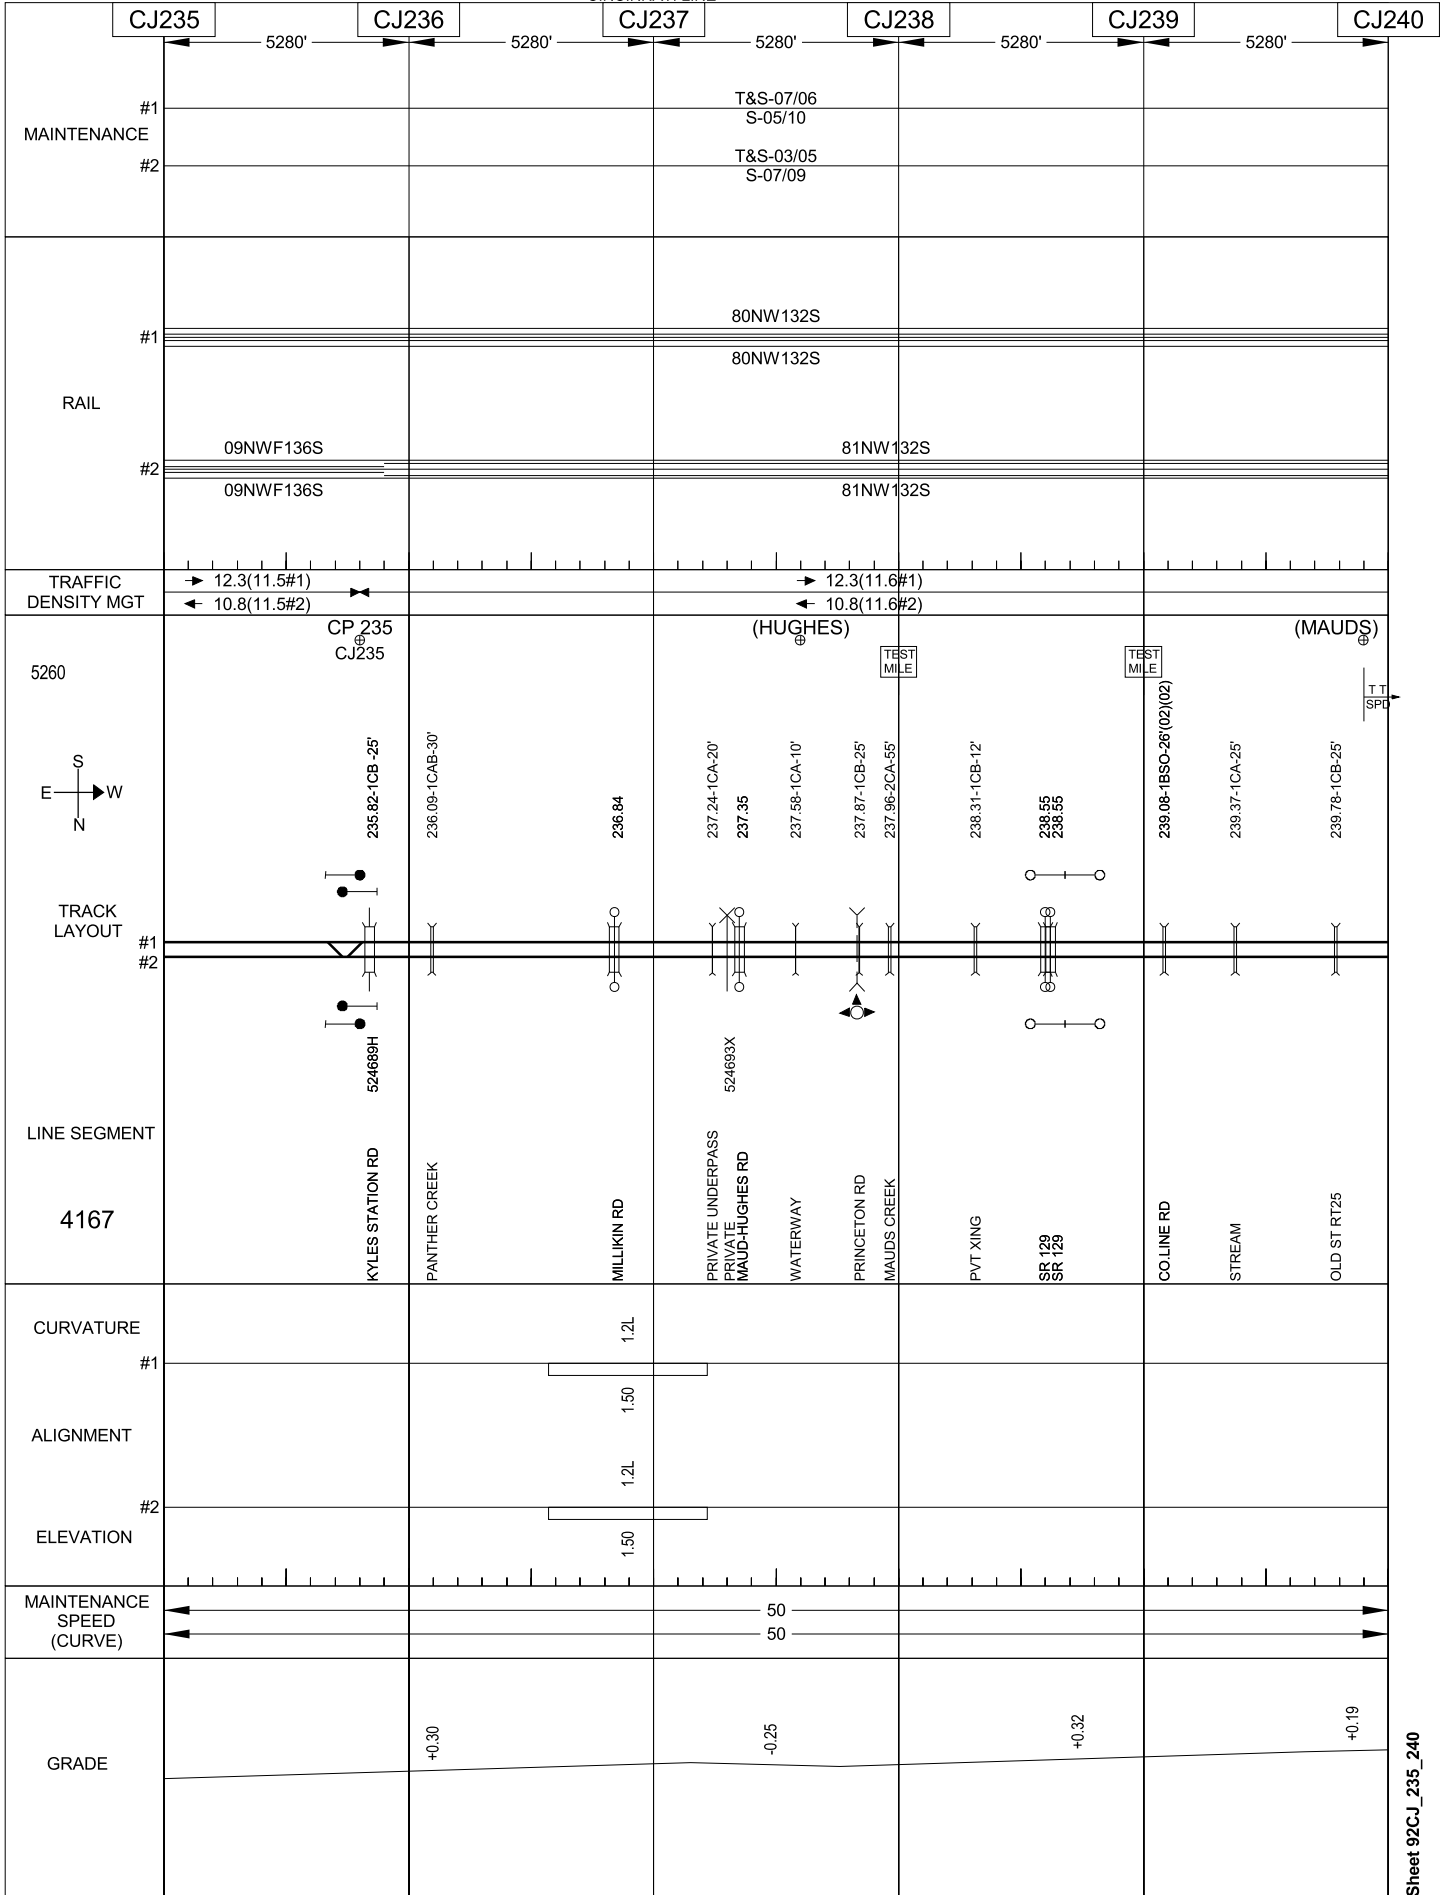 CJ235 CJ236 CJ237 CJ238 CJ239 CJ240
5280' 5280' 5280' 5280' 5280'
MAINTENANCE
#1
T&S-07/06
S-05/10
#2
T&S-03/05
S-07/09
RAIL
#1
80NW132S
80NW132S
#2
09NWF136S 81NW132S
09NWF136S 81NW132S
TRAFFIC
DENSITY MGT
12.3(11.5#1) 12.3(11.6#1)
10.8(11.5#2) 10.8(11.6#2)
CP 235 (HUGHES) (MAUDS)
CJ235
TEST
MILE
TEST
MILE
T T
SPD
5260
S
E W
N
235.82-1CB -25'
236.09-1CAB-30'
236.84
237.24-1CA-20'
237.35
237.58-1CA-10'
237.87-1CB-25'
237.96-2CA-55'
238.31-1CB-12'
238.55
238.55
239.08-1BSO-26'(02)(02)
239.37-1CA-25'
239.78-1CB-25'
TRACK
LAYOUT
#1
#2
524689H
524693X
LINE SEGMENT
4167
KYLES STATION RD
PANTHER CREEK
MILLIKIN RD
PRIVATE UNDERPASS
PRIVATE
MAUD-HUGHES RD
WATERWAY
PRINCETON RD
MAUDS CREEK
PVT XING
SR 129
SR 129
CO.LINE RD
STREAM
OLD ST RT25
CURVATURE
1.2L
#1
1.50
ALIGNMENT
1.2L
#2
ELEVATION
1.50
MAINTENANCE
SPEED
(CURVE)
50
50
GRADE
+0.30
-0.25
+0.32
+0.19
Sheet 92CJ_235_240